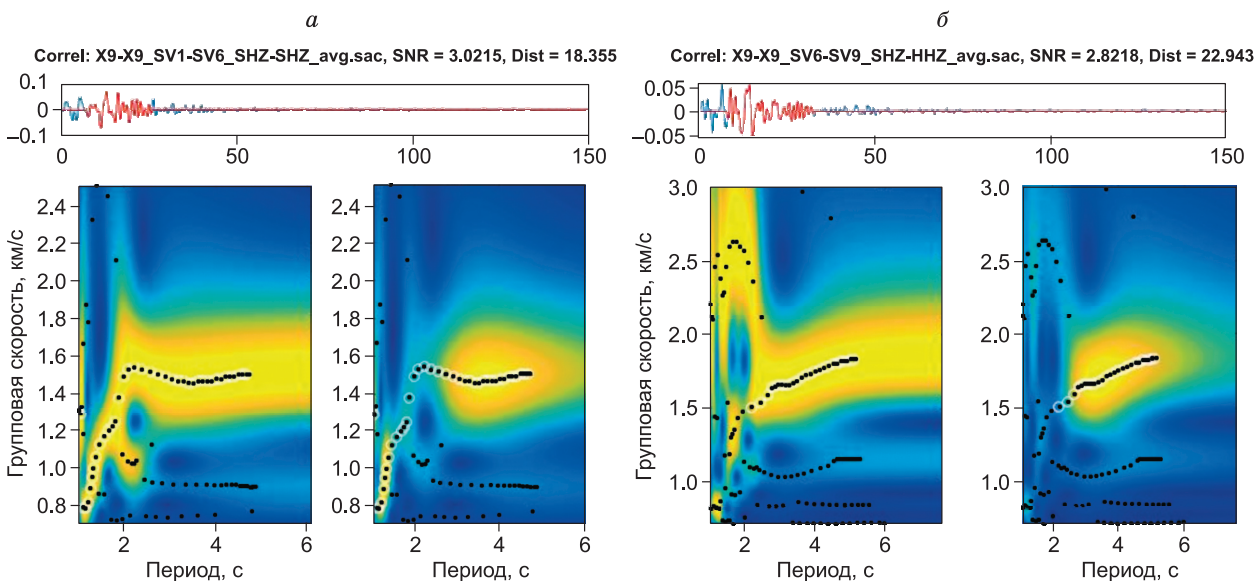 а
Correl: X9-X9_SV1-SV6_SHZ-SHZ_avg.sac, SNR = 3.0215, Dist = 18.355
0.1
0
–0.1
0 50 100 150
Групповая скорость, км/с
2.4
2.2
2.0
1.8
1.6
1.4
1.2
1.0
0.8
2 4 6
Период, с
2.4
2.2
2.0
1.8
1.6
1.4
1.2
1.0
0.8
2 4 6
Период, с
б
Correl: X9-X9_SV6-SV9_SHZ-HHZ_avg.sac, SNR = 2.8218, Dist = 22.943
0.05
0
–0.05
0 50 100 150
Групповая скорость, км/с
3.0
2.5
2.0
1.5
1.0
2 4 6
Период, с
3.0
2.5
2.0
1.5
1.0
2 4 6
Период, с